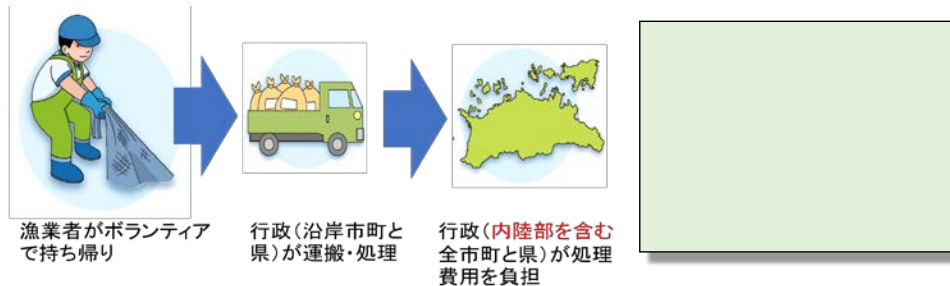 漁業者がボランティア
で持ち帰り
行政(沿岸市町と
県)が運搬・処理
行政(内陸部を含む
全市町と県)が処理
費用を負担